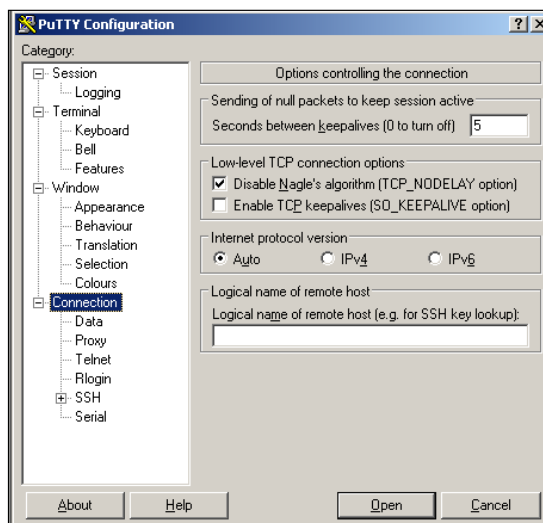 PuTTY Configuration
Category:
Session
Logging
Terminal
Keyboard
Bell
Features
Window
Appearance
Behaviour
Translation
Selection
Colours
Connection
Data
Proxy
Telnet
Rlogin
SSH
Serial
Options controlling the connection
Sending of null packets to keep session active
Seconds between keepalives (0 to turn off) 5
Low-level TCP connection options
Disable Nagle's algorithm (TCP_NODELAY option)
Enable TCP keepalives (SO_KEEPALIVE option)
Internet protocol version
Auto IPv4 IPv6
Logical name of remote host
Logical name of remote host (e.g. for SSH key lookup):
About Help Open Cancel